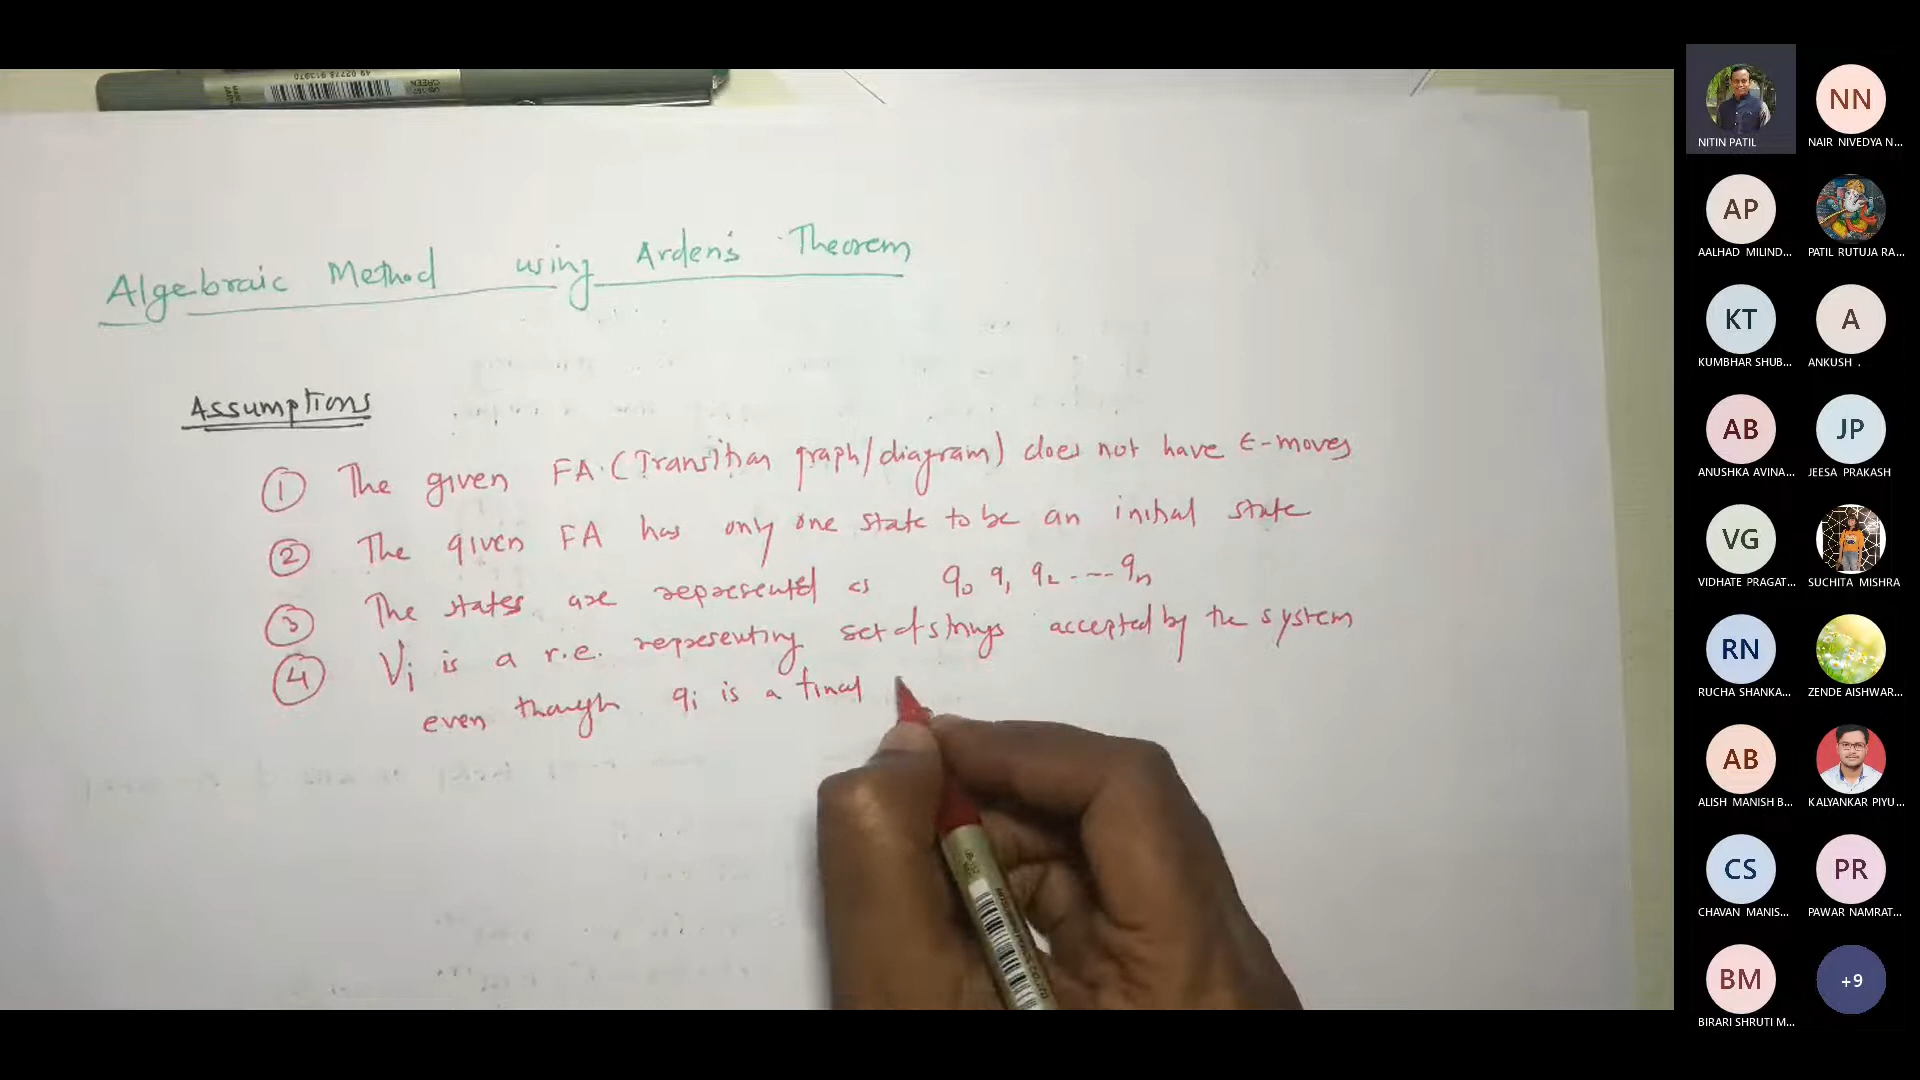 Algebraic Method using Arden's Theorem
Assumptions
① The given FA (Transition graph/diagram) does not have ε-moves
② The given FA has only one state to be an initial state
③ The states are represented as q0 q1 q2 ---- qn
④ Vi is a r.e. representing set of strings accepted by the system
even though qi is a final
NITIN PATIL
NN
NAIR NIVEDYA N...
AP
AALHAD MILIND...
PATIL RUTUJA RA...
KT
KUMBHAR SHUB...
A
ANKUSH .
AB
ANUSHKA AVINA...
JP
JEESA PRAKASH
VG
VIDHATE PRAGAT...
SUCHITA MISHRA
RN
RUCHA SHANKA...
ZENDE AISHWAR...
AB
ALISH MANISH B...
KALYANKAR PIYU...
CS
CHAVAN MANIS...
PR
PAWAR NAMRAT...
BM
BIRARI SHRUTI M...
+9